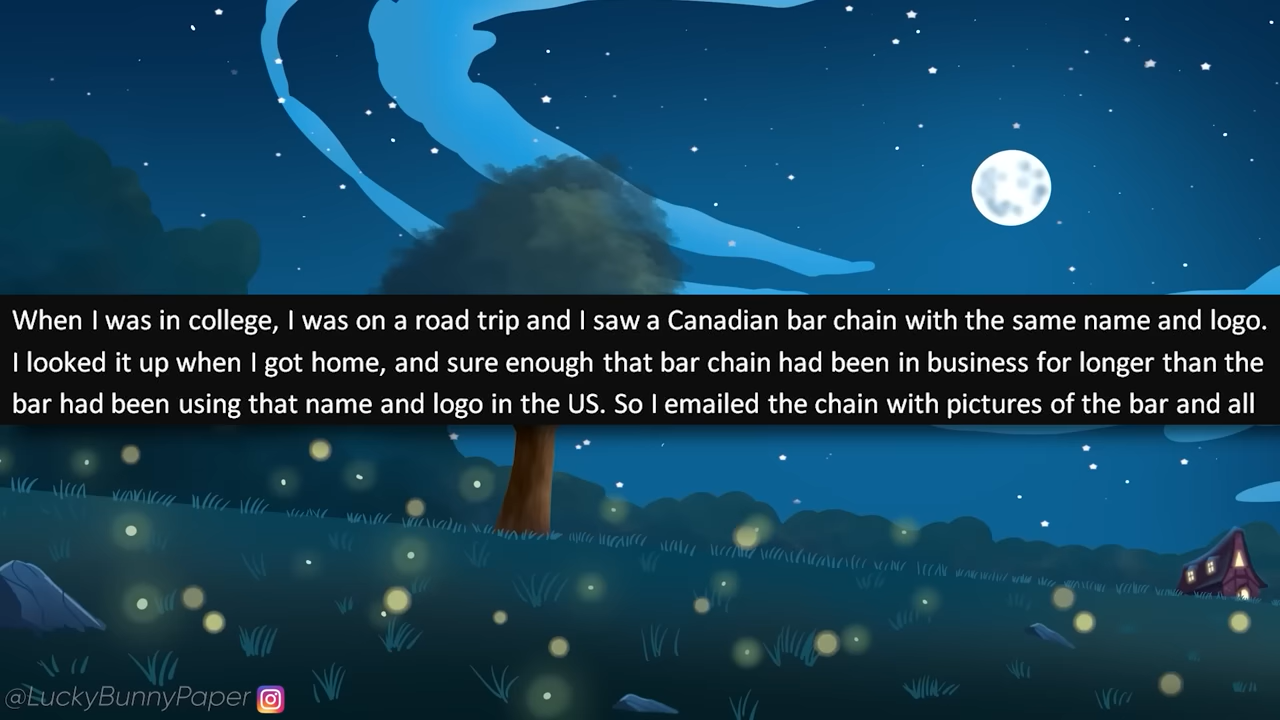 When I was in college, I was on a road trip and I saw a Canadian bar chain with the same name and logo.
I looked it up when I got home, and sure enough that bar chain had been in business for longer than the
bar had been using that name and logo in the US. So I emailed the chain with pictures of the bar and all
@LuckyBunnyPaper